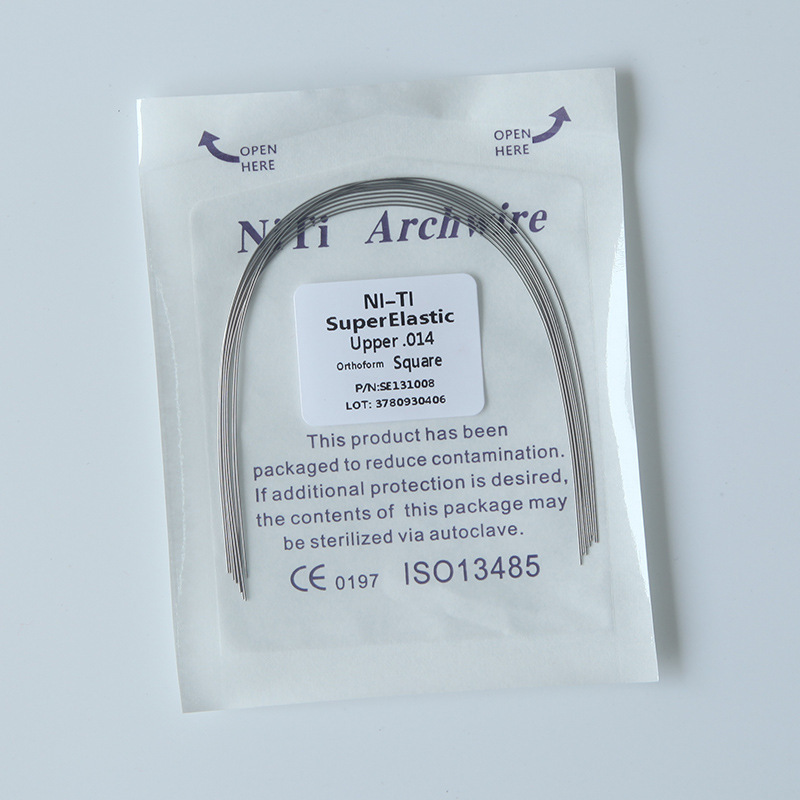 OPEN
HERE
OPEN
HERE
NiTi Archwire
NI-TI
SuperElastic
Upper .014
Orthoform Square
P/N:SE131008
LOT: 3780930406
This product has been
packaged to reduce contamination.
If additional protection is desired,
the contents of this package may
be sterilized via autoclave.
CE 0197 ISO13485